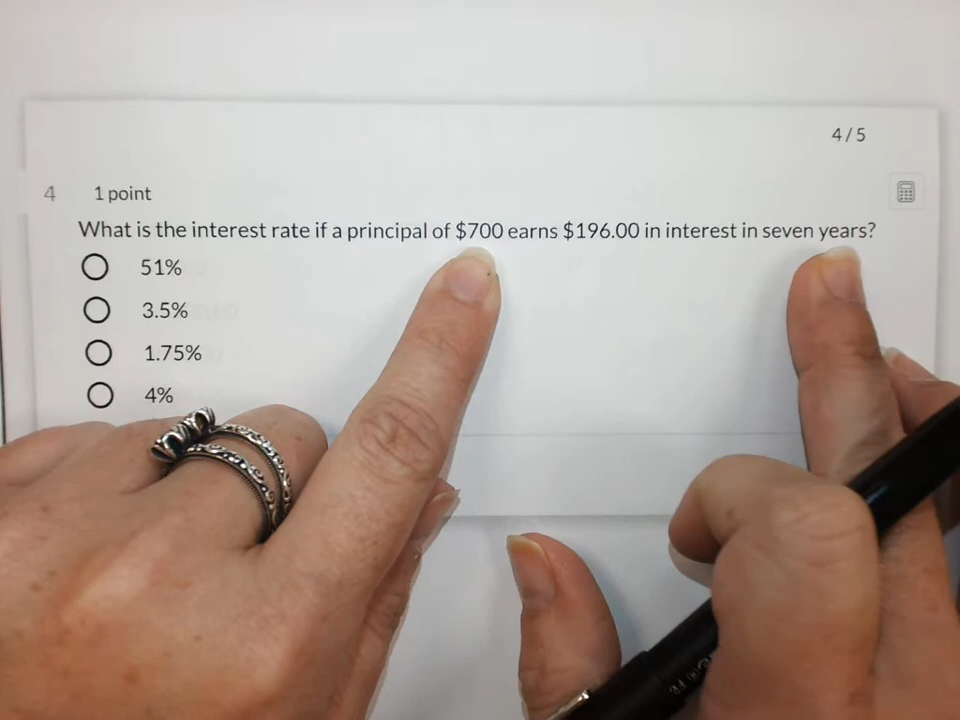 4/5
4 1 point
What is the interest rate if a principal of $700 earns $196.00 in interest in seven years?
51%
3.5%
1.75%
4%